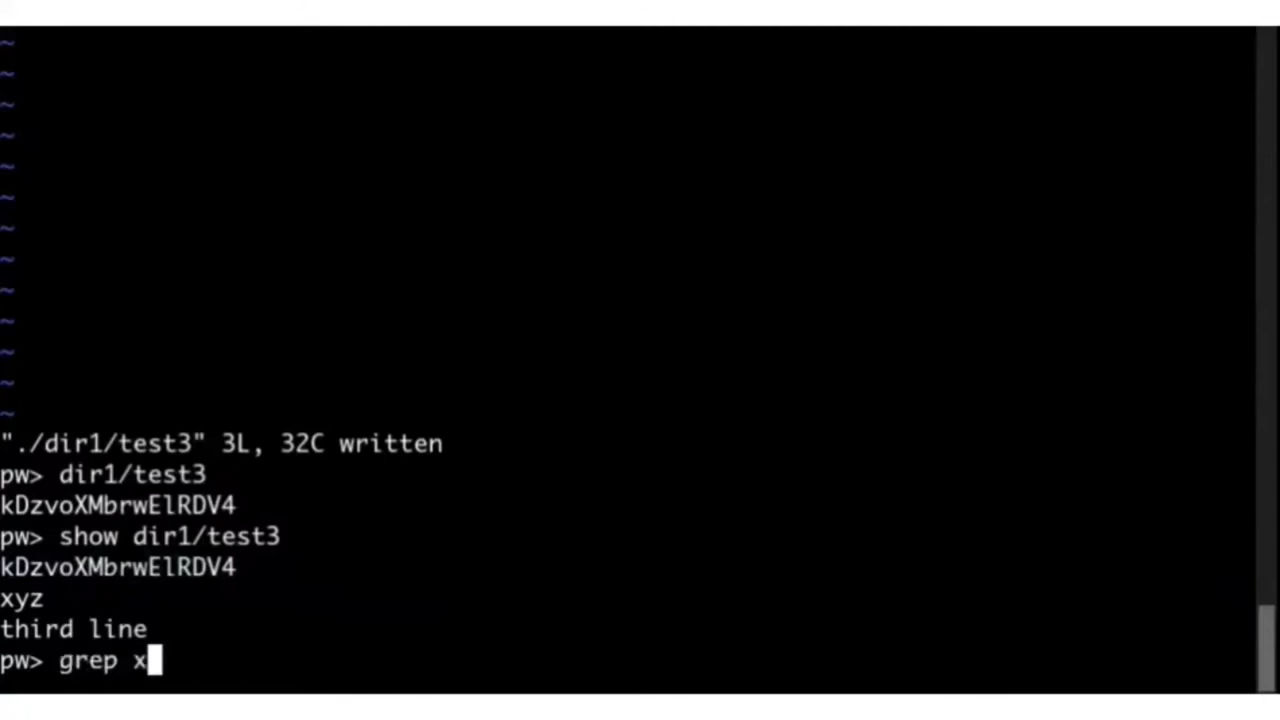 ~
~
~
~
~
~
~
~
~
~
~
~
~
"./dir1/test3" 3L, 32C written
pw> dir1/test3
kDzvoXMbrwElRDV4
pw> show dir1/test3
kDzvoXMbrwElRDV4
xyz
third line
pw> grep x